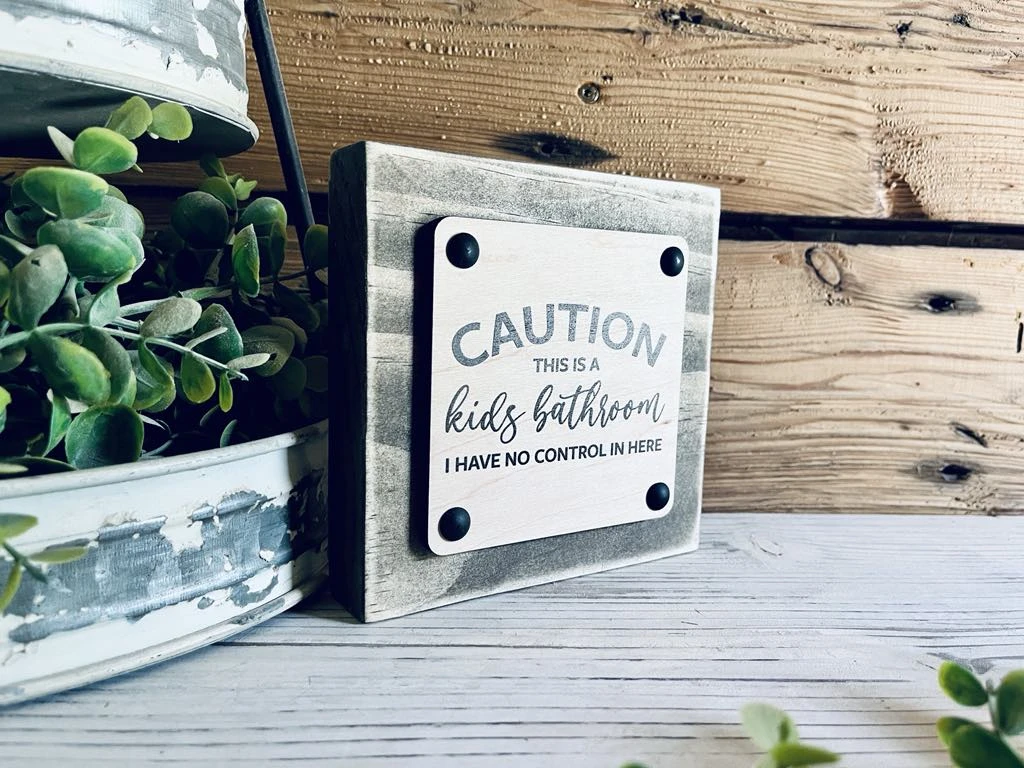 CAUTION
THIS IS A
kids bathroom
I HAVE NO CONTROL IN HERE